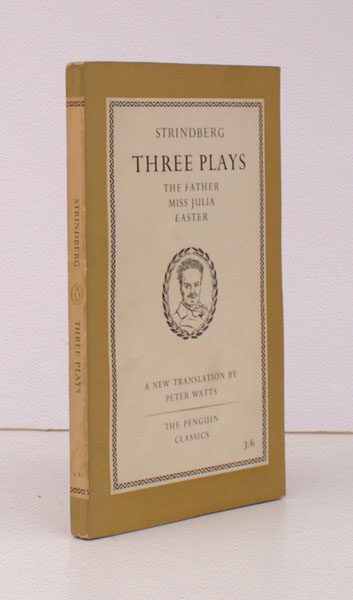 STRINDBERG
THREE PLAYS
THE FATHER
MISS JULIA
EASTER
A NEW TRANSLATION BY
PETER WATTS
THE PENGUIN
CLASSICS
3/6
STRINDBERG
THREE PLAYS